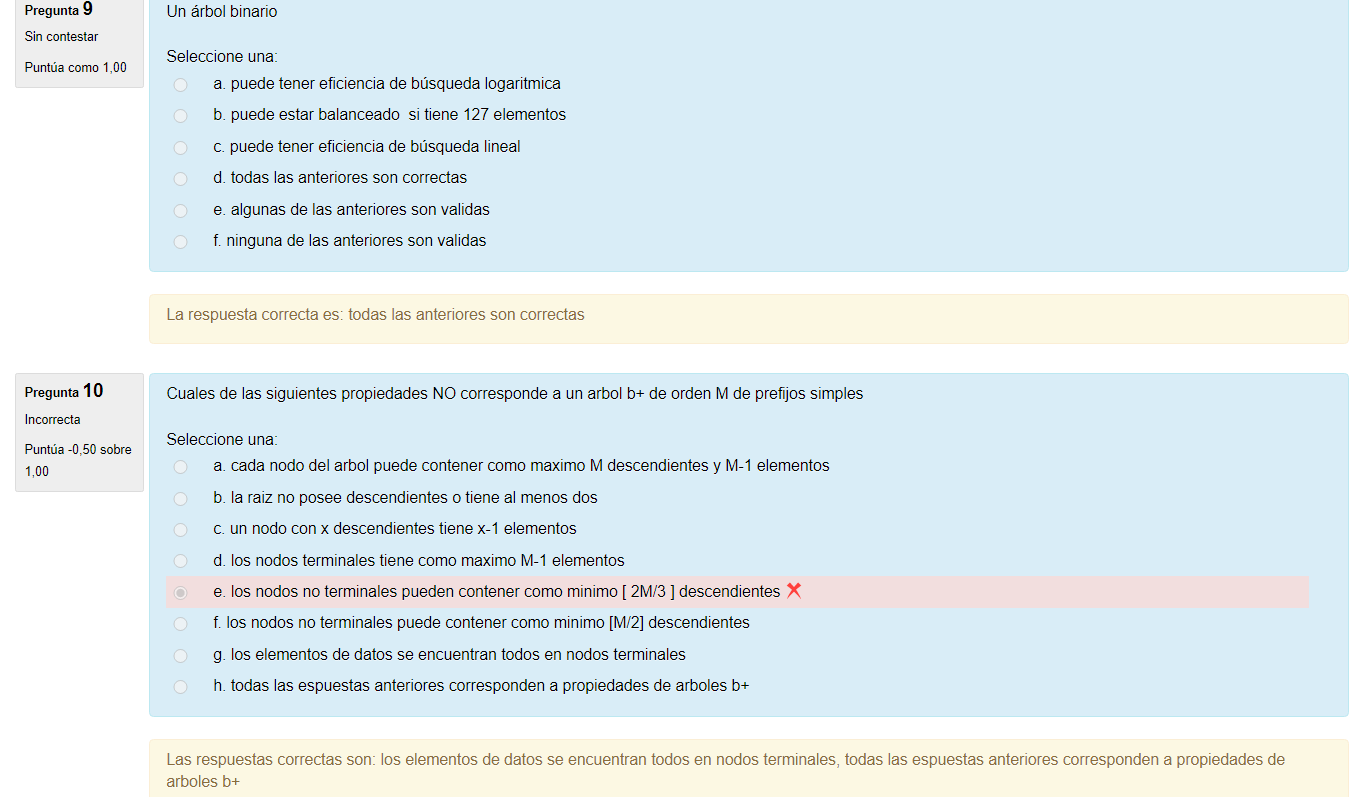 Pregunta 9
Sin contestar
Puntúa como 1,00
Un árbol binario
Seleccione una:
a. puede tener eficiencia de búsqueda logaritmica
b. puede estar balanceado  si tiene 127 elementos
c. puede tener eficiencia de búsqueda lineal
d. todas las anteriores son correctas
e. algunas de las anteriores son validas
f. ninguna de las anteriores son validas
La respuesta correcta es: todas las anteriores son correctas
Pregunta 10
Incorrecta
Puntúa -0,50 sobre
1,00
Cuales de las siguientes propiedades NO corresponde a un arbol b+ de orden M de prefijos simples
Seleccione una:
a. cada nodo del arbol puede contener como maximo M descendientes y M-1 elementos
b. la raiz no posee descendientes o tiene al menos dos
c. un nodo con x descendientes tiene x-1 elementos
d. los nodos terminales tiene como maximo M-1 elementos
e. los nodos no terminales pueden contener como minimo [ 2M/3 ] descendientes
f. los nodos no terminales puede contener como minimo [M/2] descendientes
g. los elementos de datos se encuentran todos en nodos terminales
h. todas las espuestas anteriores corresponden a propiedades de arboles b+
Las respuestas correctas son: los elementos de datos se encuentran todos en nodos terminales, todas las espuestas anteriores corresponden a propiedades de
arboles b+